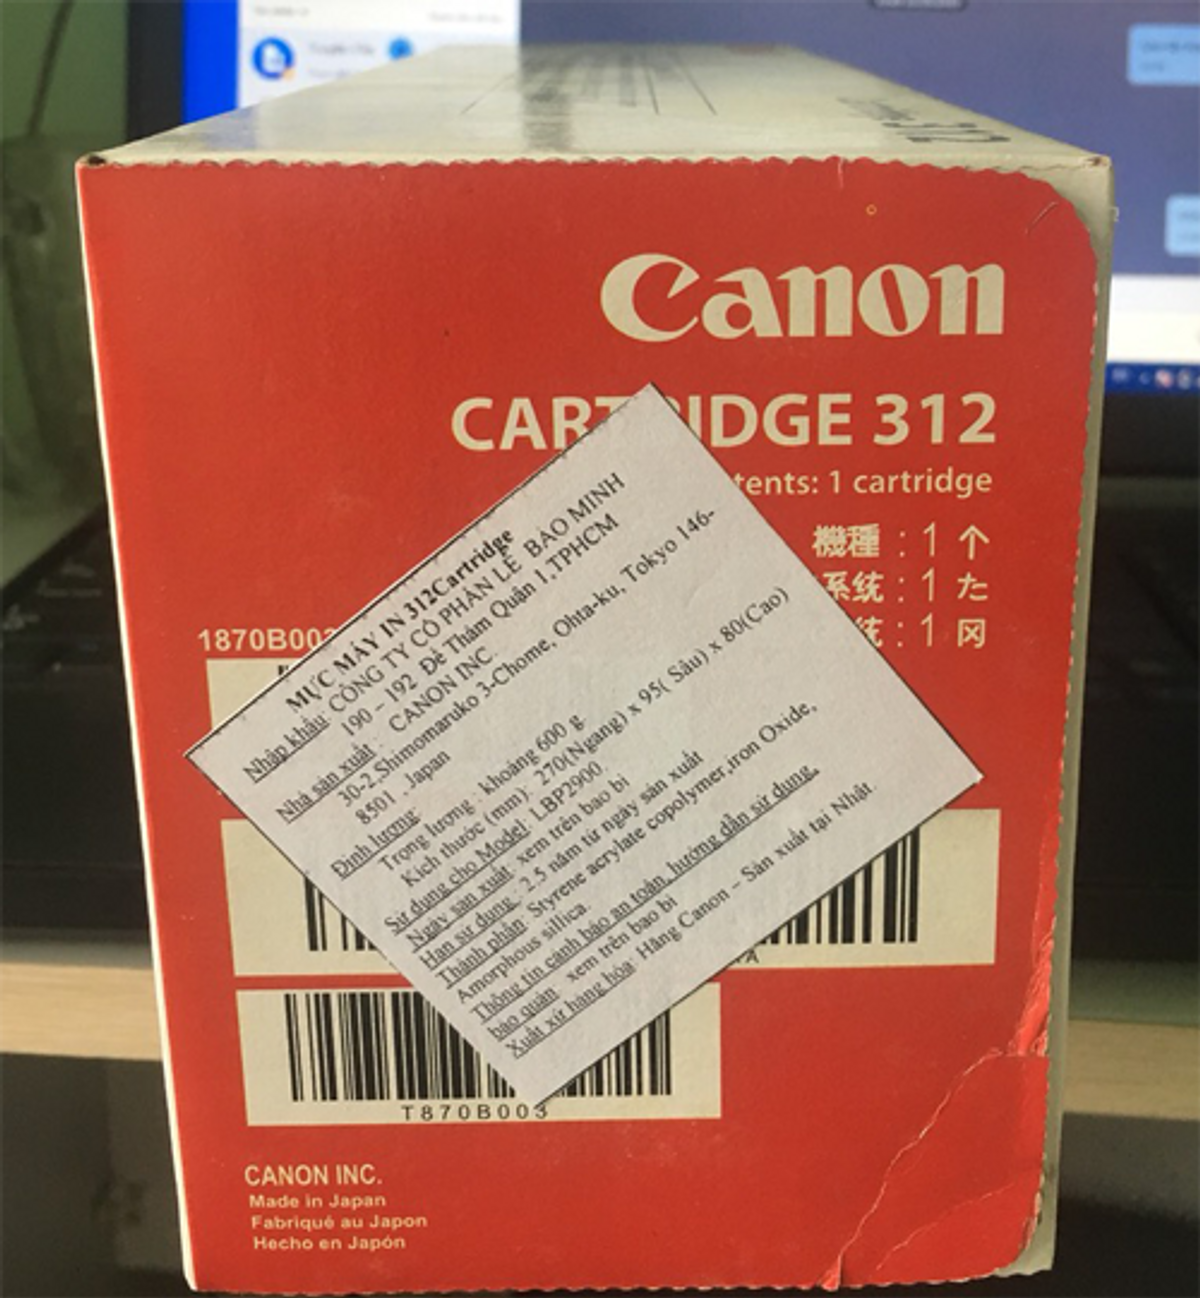 312
Canon
CARTRIDGE 312
tents: 1 cartridge
機種 : 1 个
系统 : 1 た
统 : 1 冈
1870B003
MỰC MÁY IN 312Cartridge
Nhập khẩu: CÔNG TY CỔ PHẦN LÊ BẢO MINH
190 – 192 Đề Thám Quận 1,TPHCM
Nhà sản xuất : CANON INC.
30-2,Shimomaruko 3-Chome, Ohta-ku, Tokyo 146-
8501 , Japan
Định lượng:
Trọng lượng : khoảng 600 g
Kích thước (mm): 270(Ngang) x 95( Sâu) x 80(Cao)
Sử dụng cho Model: LBP2900.
Ngày sản xuất: xem trên bao bì
Hạn sử dụng : 2.5 năm từ ngày sản xuất
Thành phần: Styrene acrylate copolymer,iron Oxide,
Amorphous sillica.
Thông tin cảnh báo an toàn, hướng dẫn sử dụng,
bảo quản : xem trên bao bì
Xuất xứ hàng hóa: Hãng Canon – Sản xuất tại Nhật.
T870B003
CANON INC.
Made in Japan
Fabriqué au Japon
Hecho en Japón